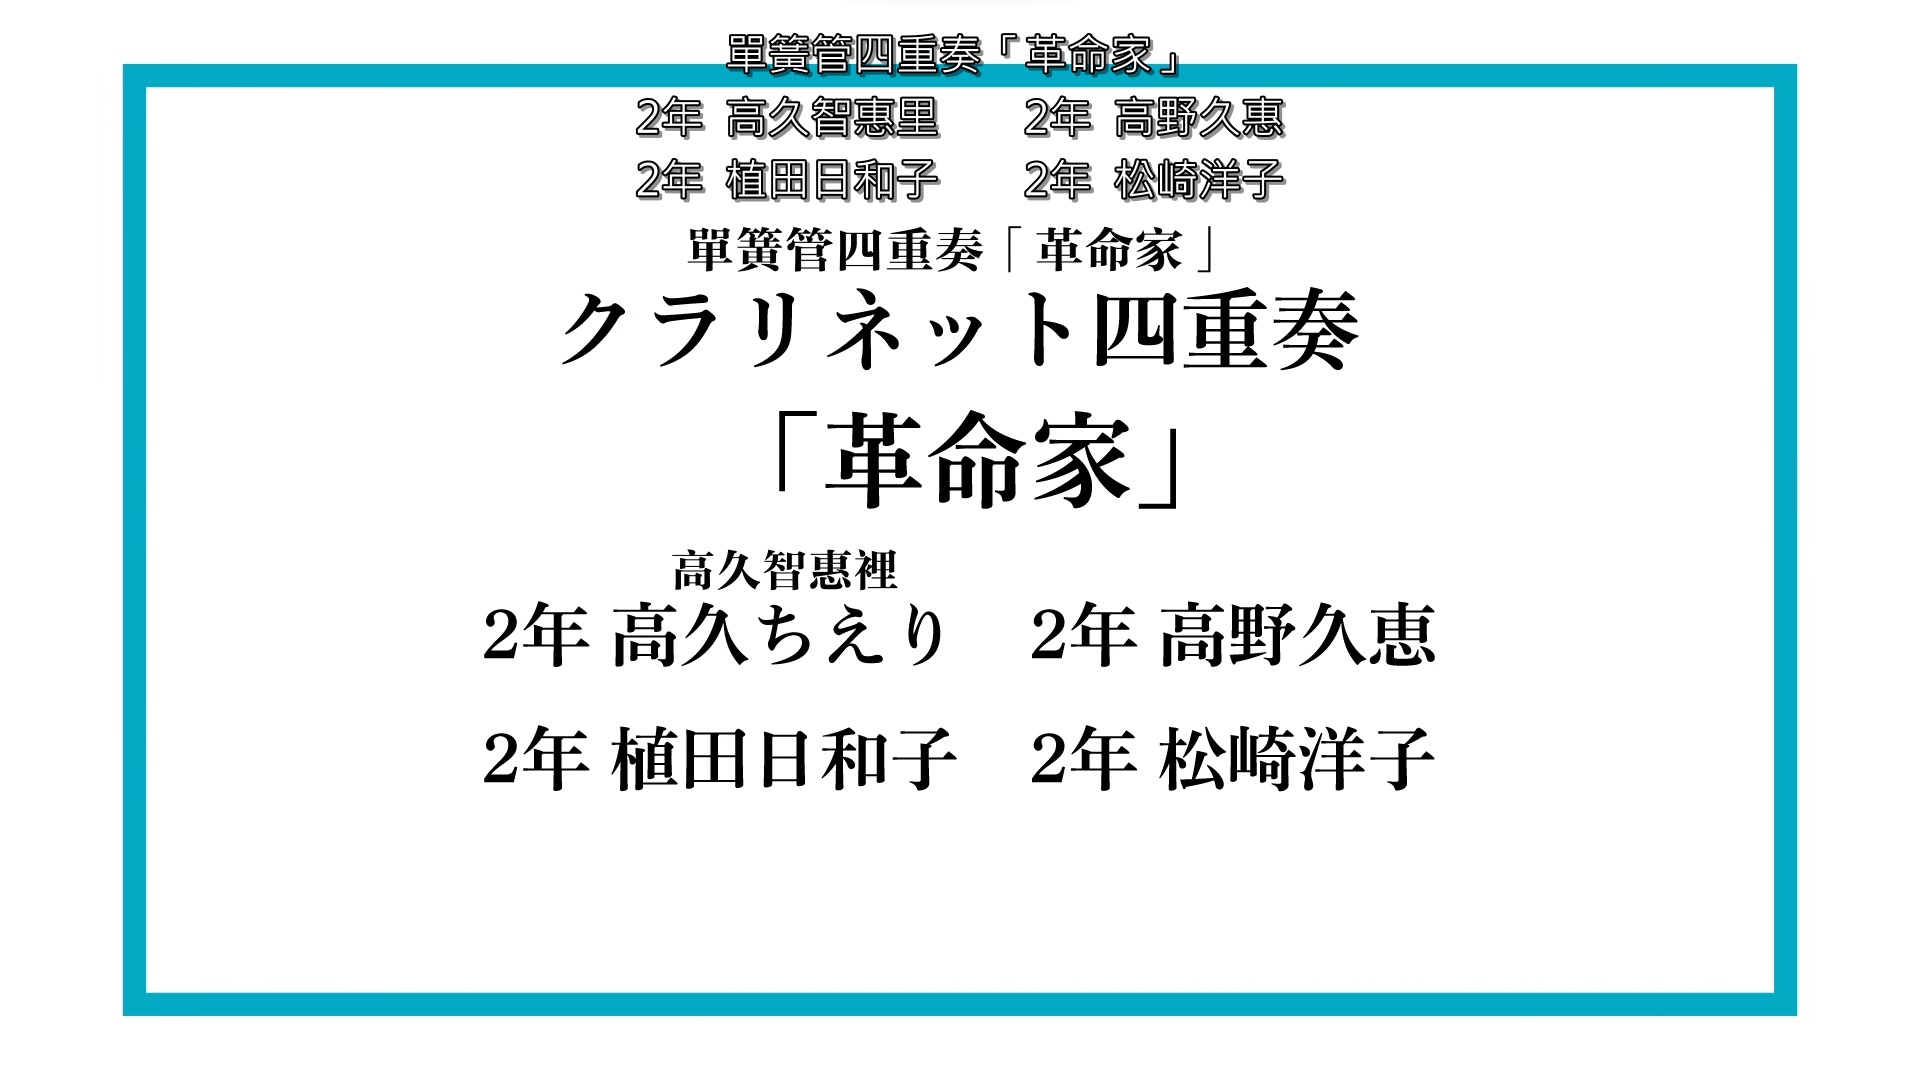 單簧管四重奏「革命家」
2年 高久智惠里 2年 高野久惠
2年 植田日和子 2年 松崎洋子
單簧管四重奏「革命家」
クラリネット四重奏
「革命家」
高久智惠裡
2年 高久ちえり 2年 高野久恵
2年 植田日和子 2年 松崎洋子